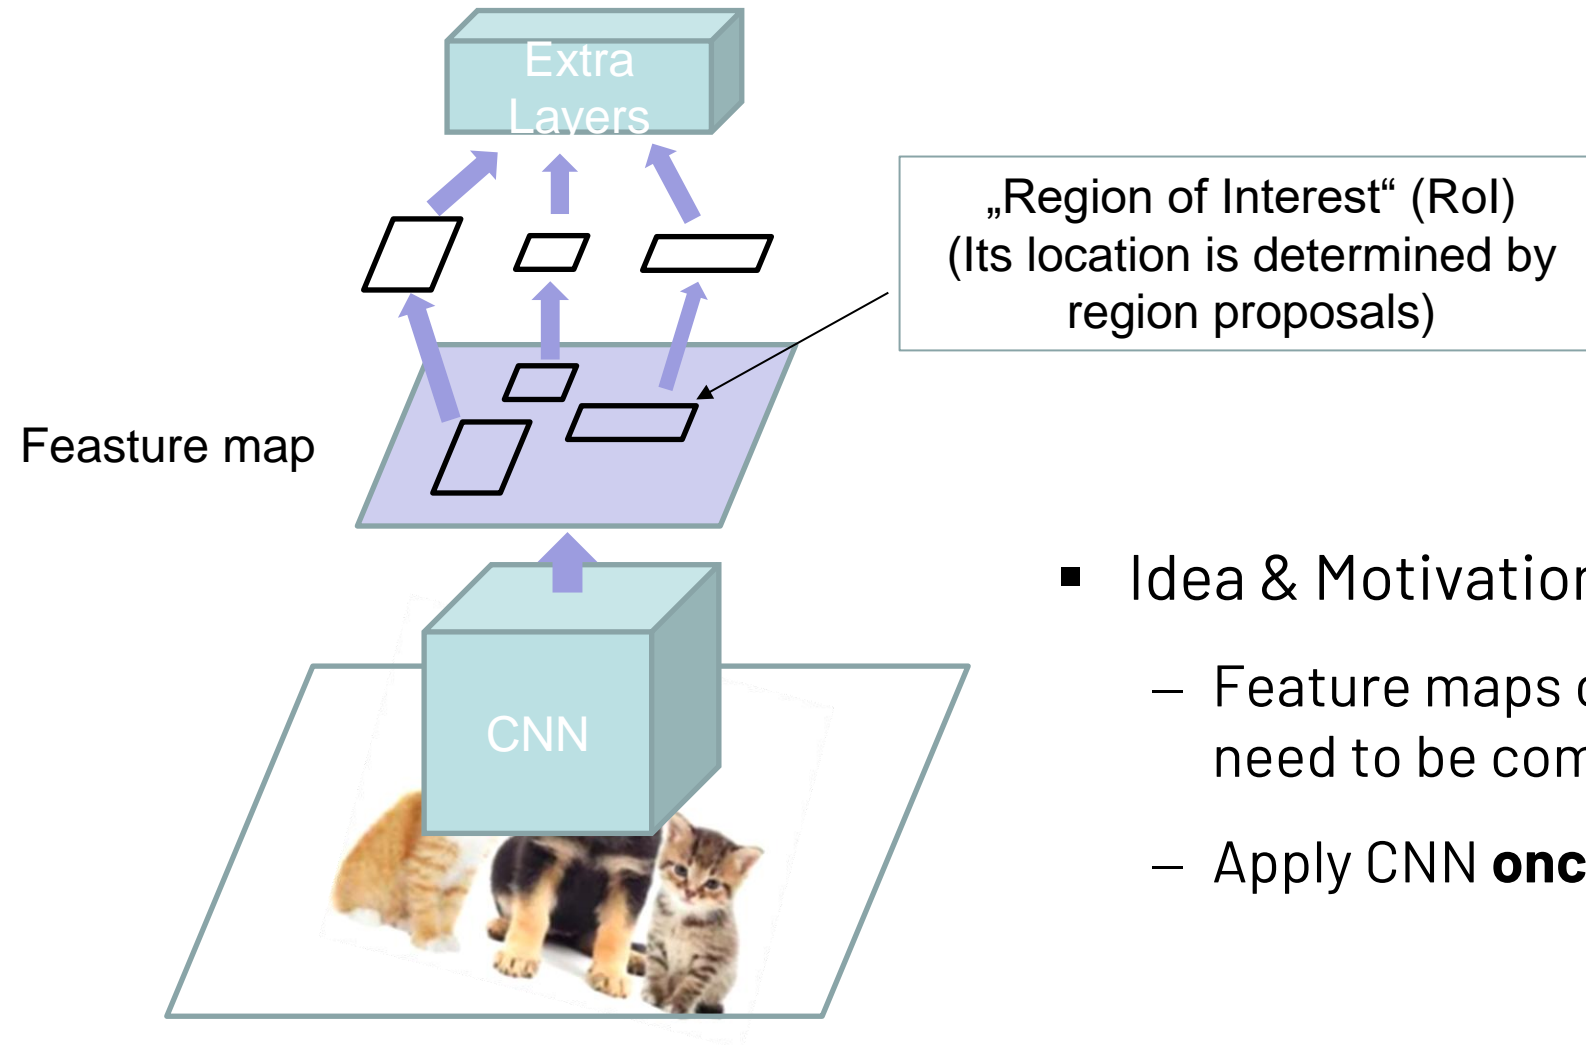 Extra
Layers
„Region of Interest“ (RoI)
(Its location is determined by
region proposals)
Feasture map
Idea & Motivation
Feature maps
need to be com
CNN
Apply CNN onc